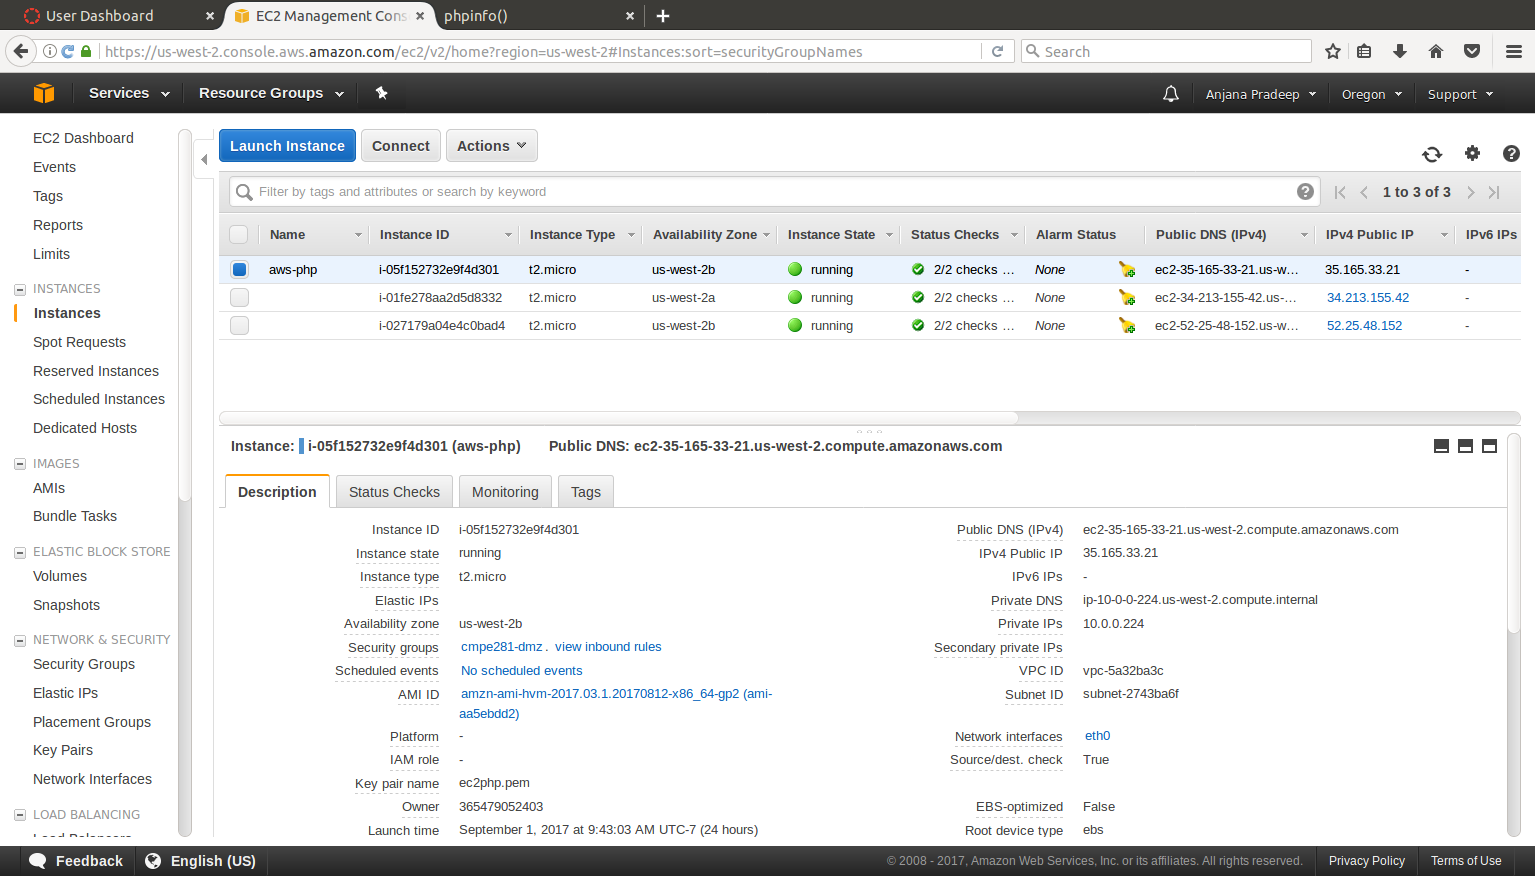 User Dashboard × EC2 Management Cons × phpinfo() × +
https://us-west-2.console.aws.amazon.com/ec2/v2/home?region=us-west-2#Instances:sort=securityGroupNames Search
Services Resource Groups Anjana Pradeep Oregon Support
EC2 Dashboard
Events
Tags
Reports
Limits
INSTANCES
Instances
Spot Requests
Reserved Instances
Scheduled Instances
Dedicated Hosts
IMAGES
AMIs
Bundle Tasks
ELASTIC BLOCK STORE
Volumes
Snapshots
NETWORK & SECURITY
Security Groups
Elastic IPs
Placement Groups
Key Pairs
Network Interfaces
LOAD BALANCING
Load Balancers
Launch Instance Connect Actions
Filter by tags and attributes or search by keyword 1 to 3 of 3
Name Instance ID Instance Type Availability Zone Instance State Status Checks Alarm Status Public DNS (IPv4) IPv4 Public IP IPv6 IPs
aws-php i-05f152732e9f4d301 t2.micro us-west-2b running 2/2 checks ... None ec2-35-165-33-21.us-w... 35.165.33.21 -
i-01fe278aa2d5d8332 t2.micro us-west-2a running 2/2 checks ... None ec2-34-213-155-42.us-... 34.213.155.42 -
i-027179a04e4c0bad4 t2.micro us-west-2b running 2/2 checks ... None ec2-52-25-48-152.us-w... 52.25.48.152 -
Instance: i-05f152732e9f4d301 (aws-php) Public DNS: ec2-35-165-33-21.us-west-2.compute.amazonaws.com
Description Status Checks Monitoring Tags
Instance ID i-05f152732e9f4d301
Instance state running
Instance type t2.micro
Elastic IPs
Availability zone us-west-2b
Security groups cmpe281-dmz. view inbound rules
Scheduled events No scheduled events
AMI ID amzn-ami-hvm-2017.03.1.20170812-x86_64-gp2 (ami-
aa5ebdd2)
Platform -
IAM role -
Key pair name ec2php.pem
Owner 365479052403
Launch time September 1, 2017 at 9:43:03 AM UTC-7 (24 hours)
Public DNS (IPv4) ec2-35-165-33-21.us-west-2.compute.amazonaws.com
IPv4 Public IP 35.165.33.21
IPv6 IPs -
Private DNS ip-10-0-0-224.us-west-2.compute.internal
Private IPs 10.0.0.224
Secondary private IPs
VPC ID vpc-5a32ba3c
Subnet ID subnet-2743ba6f
Network interfaces eth0
Source/dest. check True
EBS-optimized False
Root device type ebs
Feedback English (US) © 2008 - 2017, Amazon Web Services, Inc. or its affiliates. All rights reserved. Privacy Policy Terms of Use